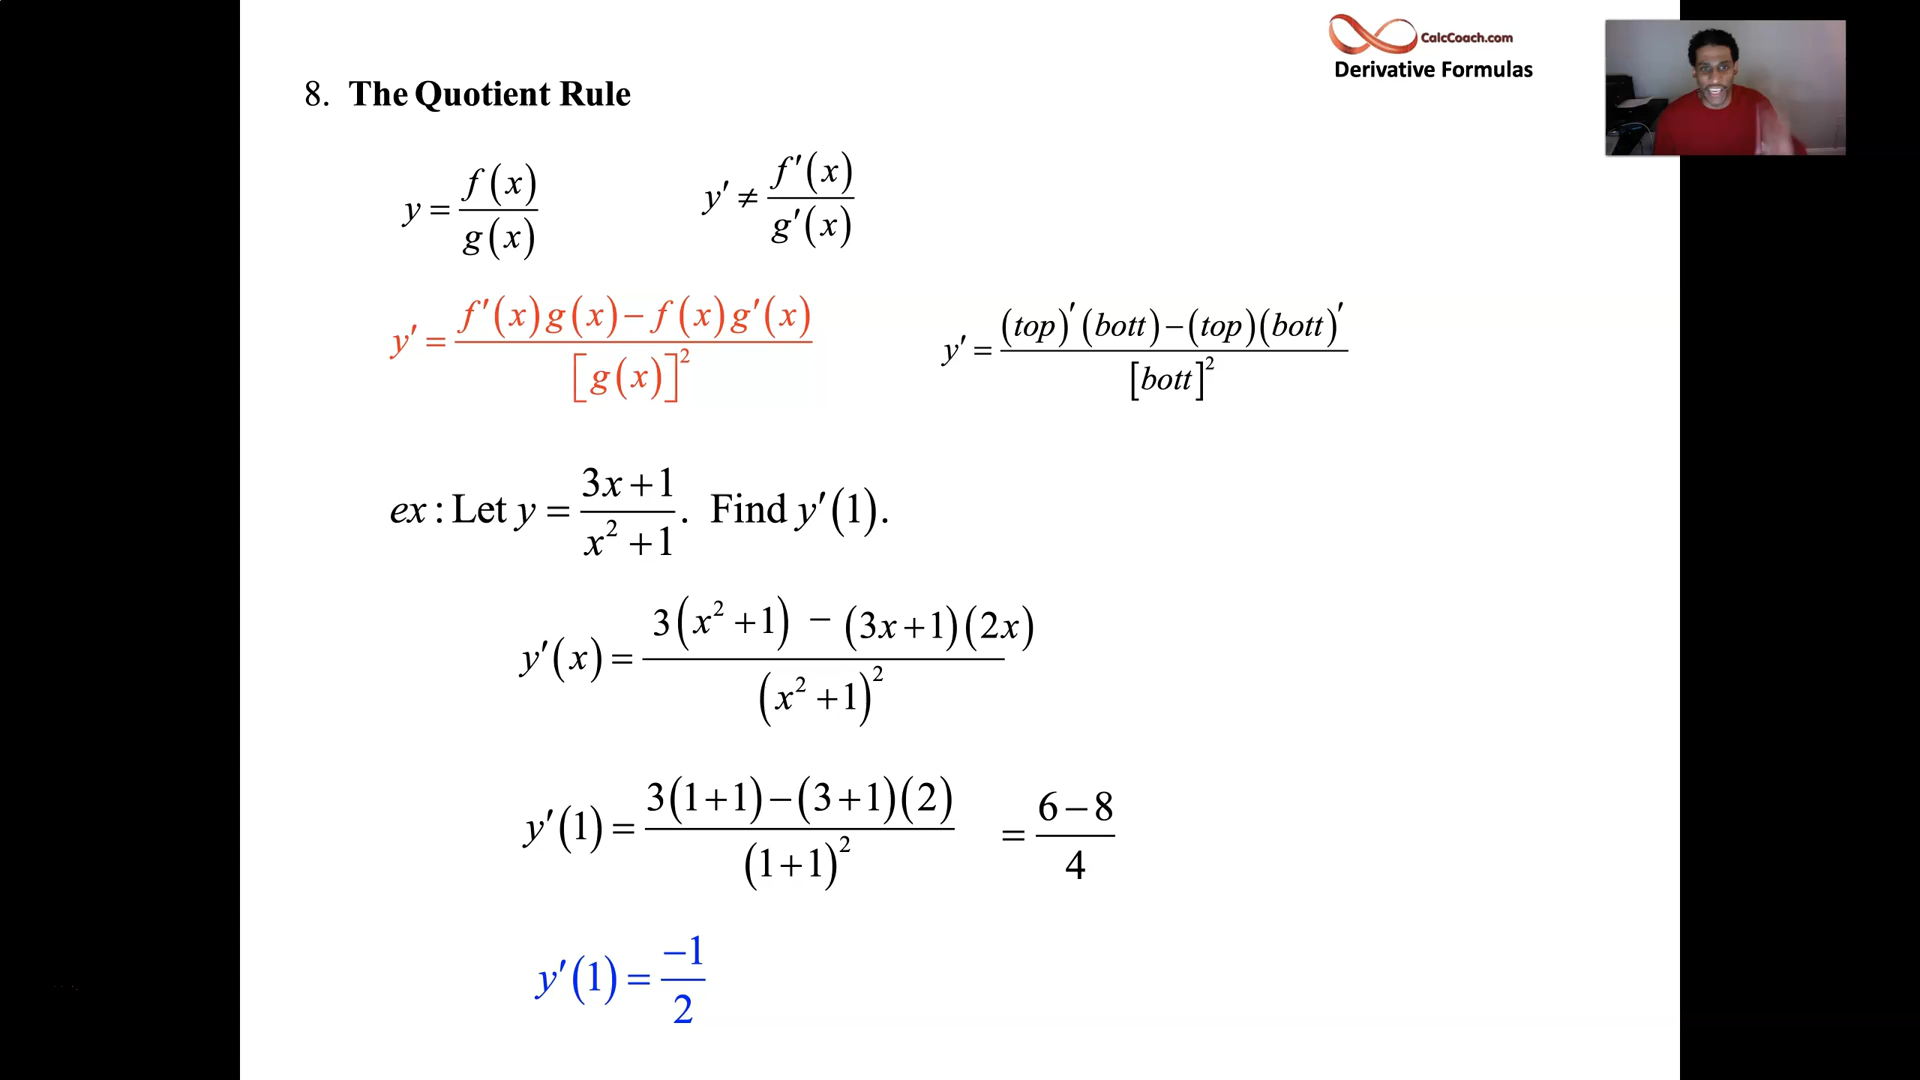 CalcCoach.com
Derivative Formulas
8. The Quotient Rule
y = f(x)/g(x)    y′ ≠ f′(x)/g′(x)
y′ = (f′(x)g(x) − f(x)g′(x))/[g(x)]²    y′ = ((top)′(bott) − (top)(bott)′)/[bott]²
ex : Let y = (3x + 1)/(x² + 1). Find y′(1).
y′(x) = (3(x² + 1) − (3x + 1)(2x))/(x² + 1)²
y′(1) = (3(1 + 1) − (3 + 1)(2))/(1 + 1)² = (6 − 8)/4
y′(1) = −1/2